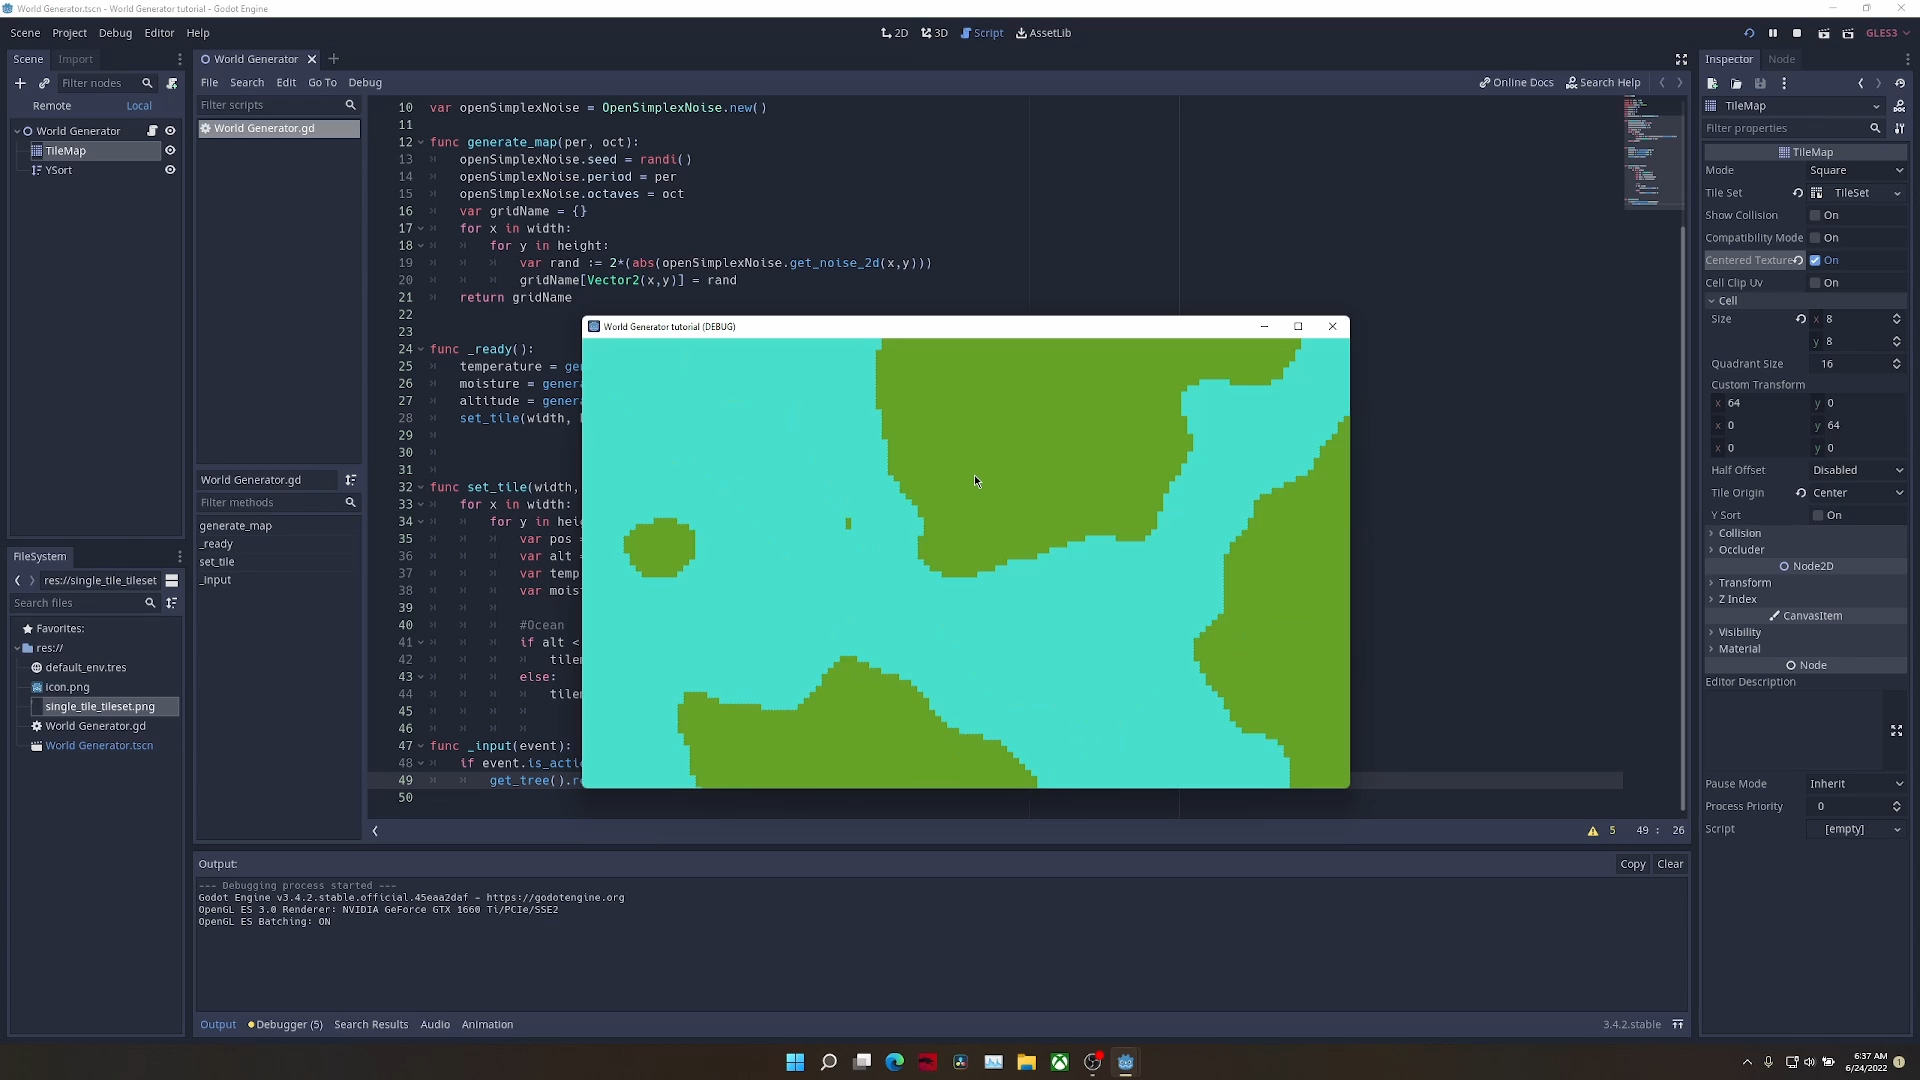 World Generator.tscn - World Generator tutorial - Godot Engine
Scene Project Debug Editor Help
2D 3D Script AssetLib
GLES3
Scene Import
Filter nodes
Remote Local
World Generator
TileMap
YSort
FileSystem
res://single_tile_tileset
Search files
Favorites:
res://
default_env.tres
icon.png
single_tile_tileset.png
World Generator.gd
World Generator.tscn
World Generator
File Search Edit Go To Debug
Online Docs Search Help
Filter scripts
World Generator.gd
World Generator.gd
Filter methods
generate_map
_ready
set_tile
_input
10 var openSimplexNoise = OpenSimplexNoise.new()
11
12 func generate_map(per, oct):
13 openSimplexNoise.seed = randi()
14 openSimplexNoise.period = per
15 openSimplexNoise.octaves = oct
16 var gridName = {}
17 for x in width:
18 for y in height:
19 var rand := 2*(abs(openSimplexNoise.get_noise_2d(x,y)))
20 gridName[Vector2(x,y)] = rand
21 return gridName
22
23
24 func _ready():
25 temperature = ge
26 moisture = gener
27 altitude = gener
28 set_tile(width,
29
30
31
32 func set_tile(width,
33 for x in width:
34 for y in hei
35 var pos =
36 var alt =
37 var temp
38 var mois
39
40 #Ocean
41 if alt <
42 tile
43 else:
44 tile
45
46
47 func _input(event):
48 if event.is_acti
49 get_tree().re
50
World Generator tutorial (DEBUG)
5 49 : 26
Output:
Copy Clear
--- Debugging process started ---
Godot Engine v3.4.2.stable.official.45eaa2daf - https://godotengine.org
OpenGL ES 3.0 Renderer: NVIDIA GeForce GTX 1660 Ti/PCIe/SSE2
OpenGL ES Batching: ON
Output Debugger (5) Search Results Audio Animation
3.4.2.stable
Inspector Node
TileMap
Filter properties
TileMap
Mode Square
Tile Set TileSet
Show Collision On
Compatibility Mode On
Centered Texture On
Cell Clip Uv On
Cell
Size x 8
y 8
Quadrant Size 16
Custom Transform
x 64 y 0
x 0 y 64
x 0 y 0
Half Offset Disabled
Tile Origin Center
Y Sort On
Collision
Occluder
Node2D
Transform
Z Index
CanvasItem
Visibility
Material
Node
Editor Description
Pause Mode Inherit
Process Priority 0
Script [empty]
6:37 AM
6/24/2022
1